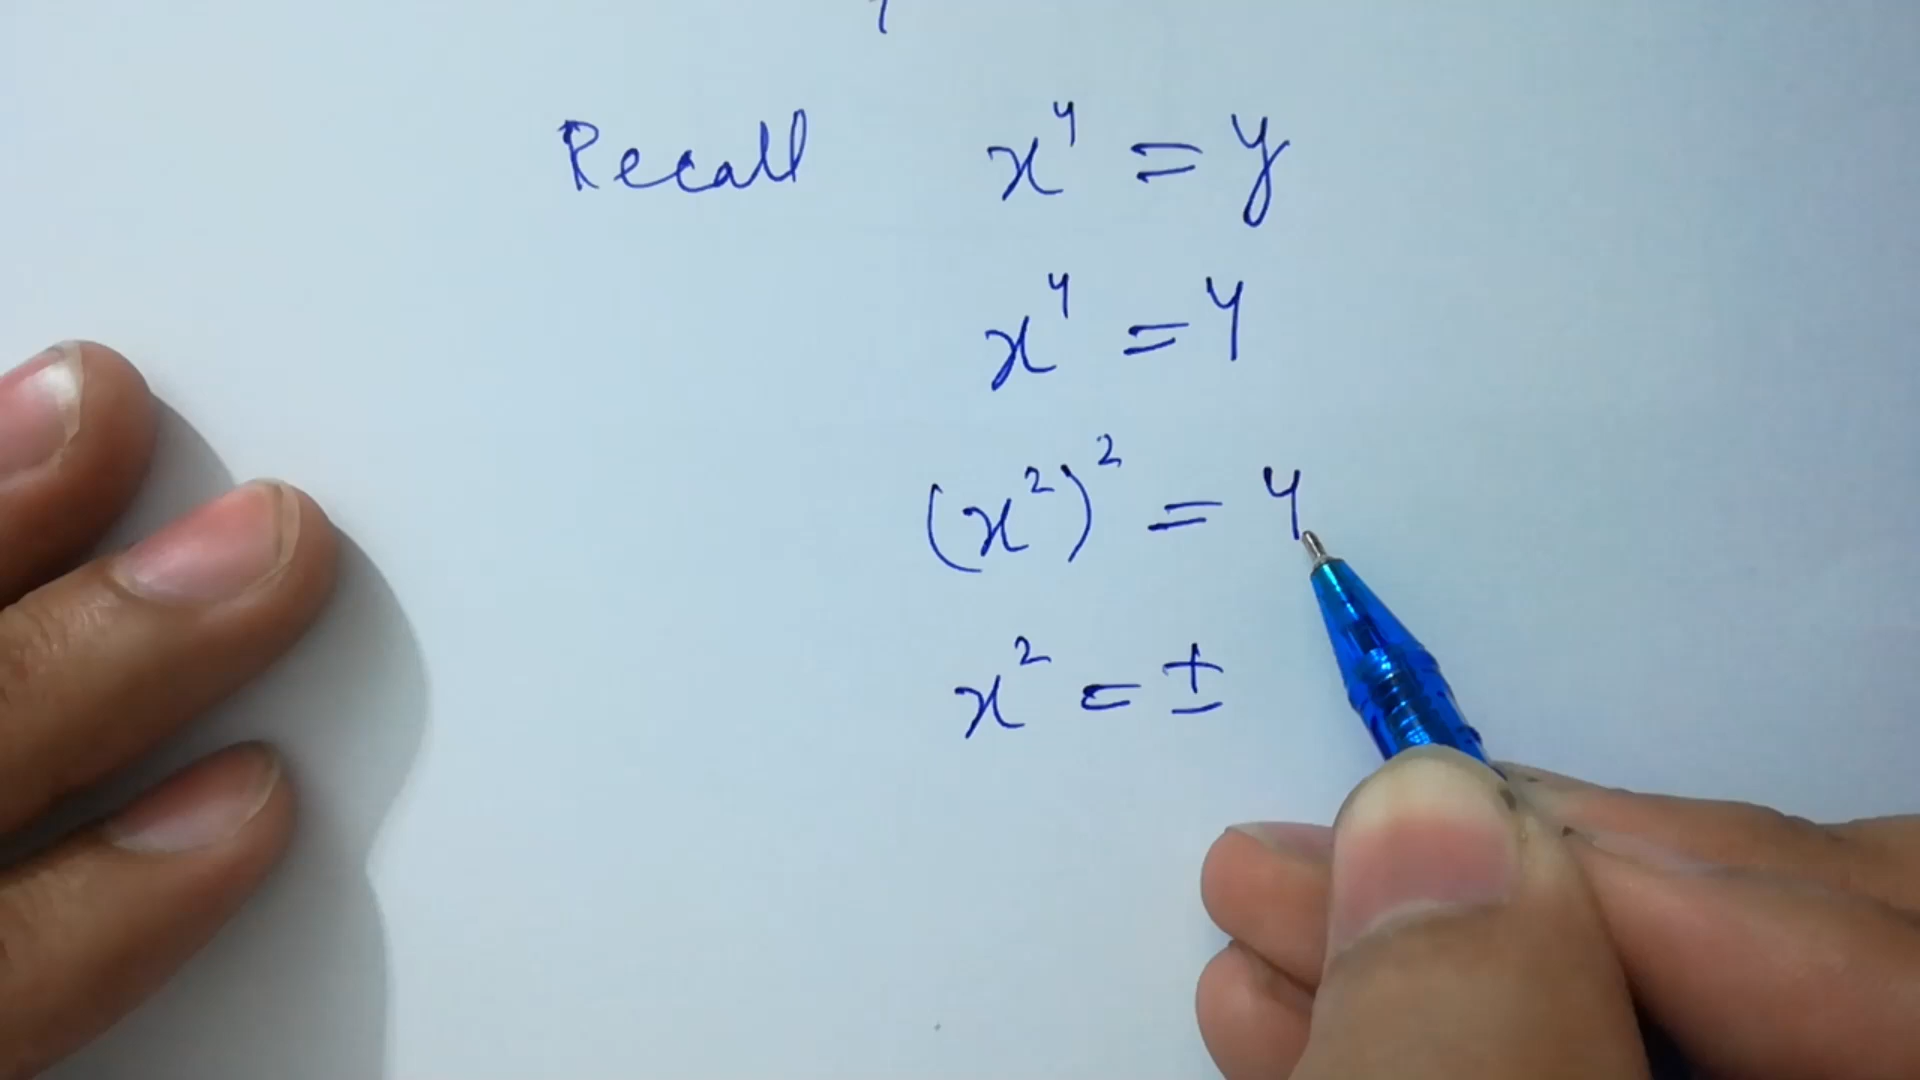 Recall x⁴ = y
x⁴ = 4
(x²)² = 4
x² = ±